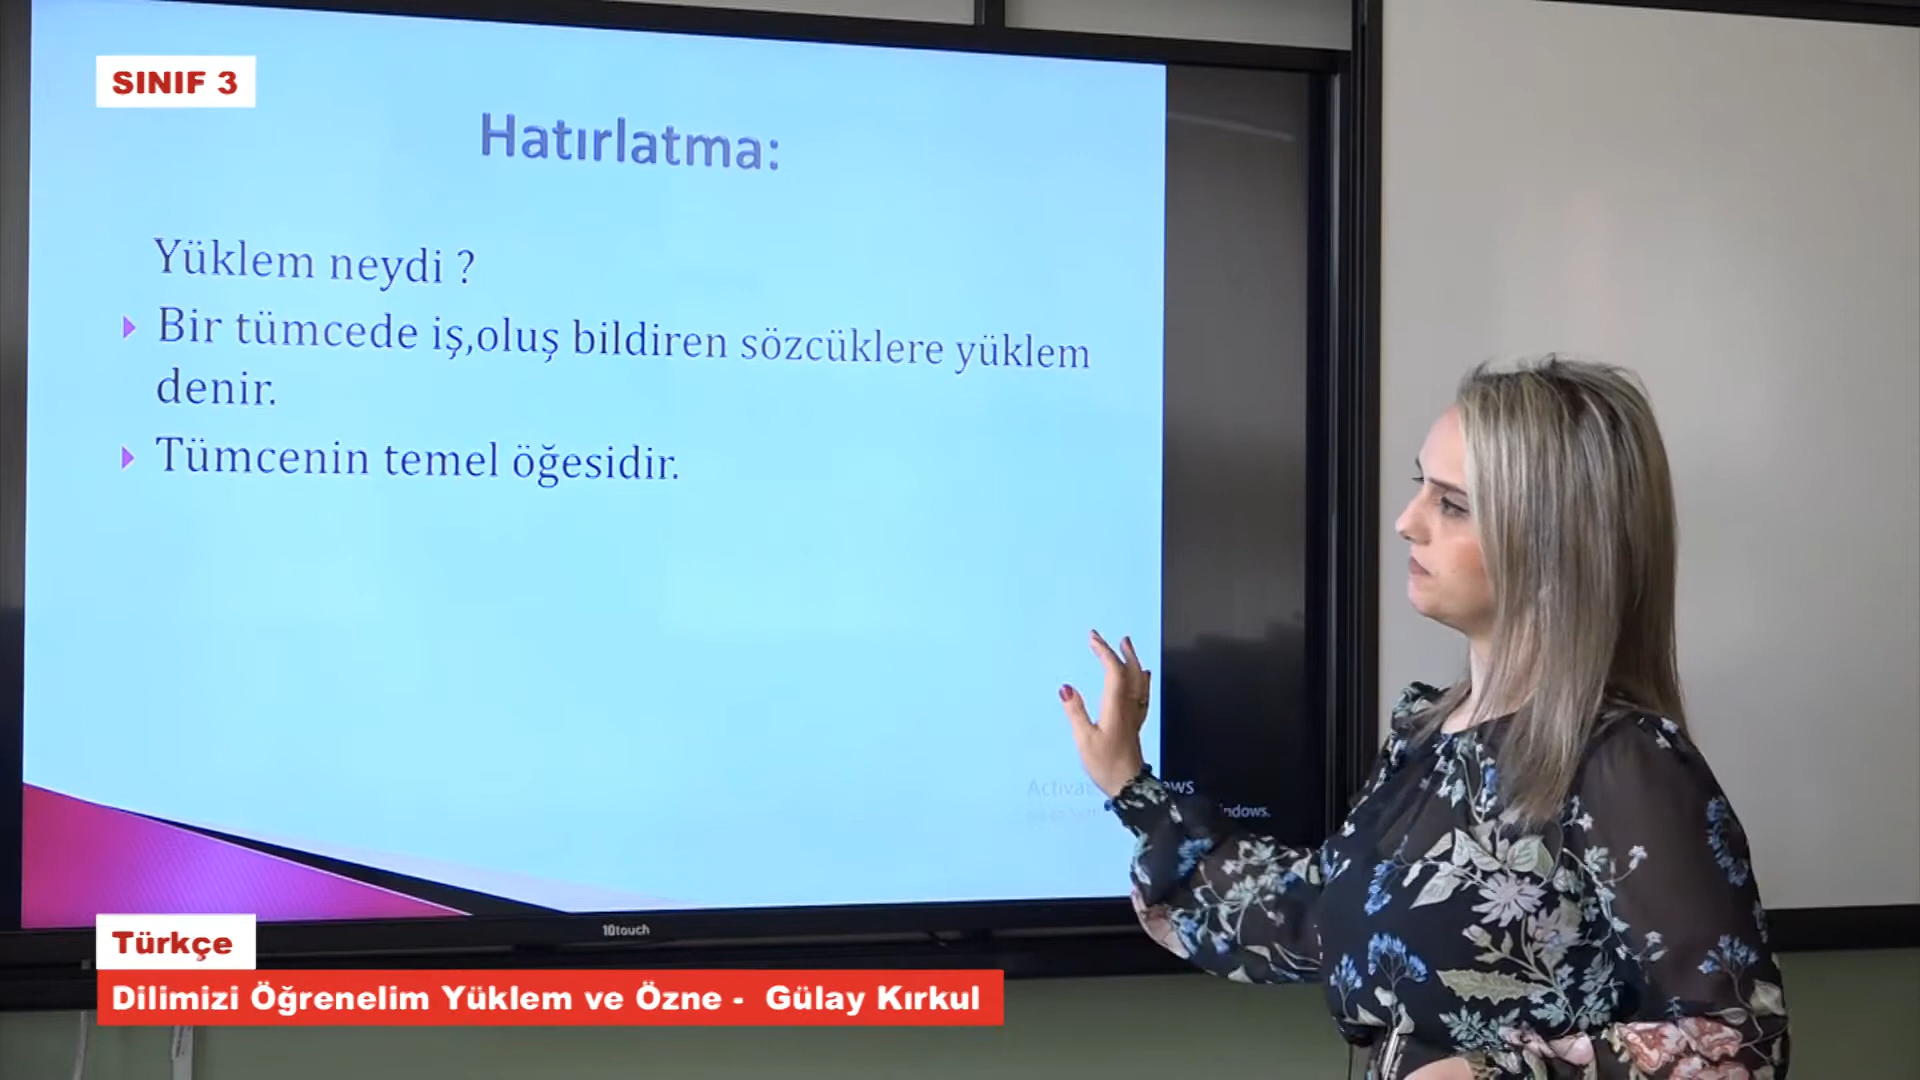 SINIF 3
Hatırlatma:
Yüklem neydi ?
Bir tümcede iş,oluş bildiren sözcüklere yüklem
denir.
Tümcenin temel öğesidir.
10touch
Türkçe
Dilimizi Öğrenelim Yüklem ve Özne - Gülay Kırkul